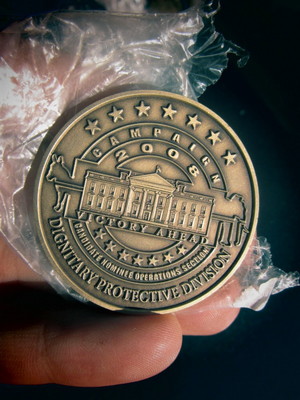 CAMPAIGN
2008
VICTORY AHEAD
CANDIDATE NOMINEE OPERATIONS SECTION
DIGNITARY PROTECTIVE DIVISION